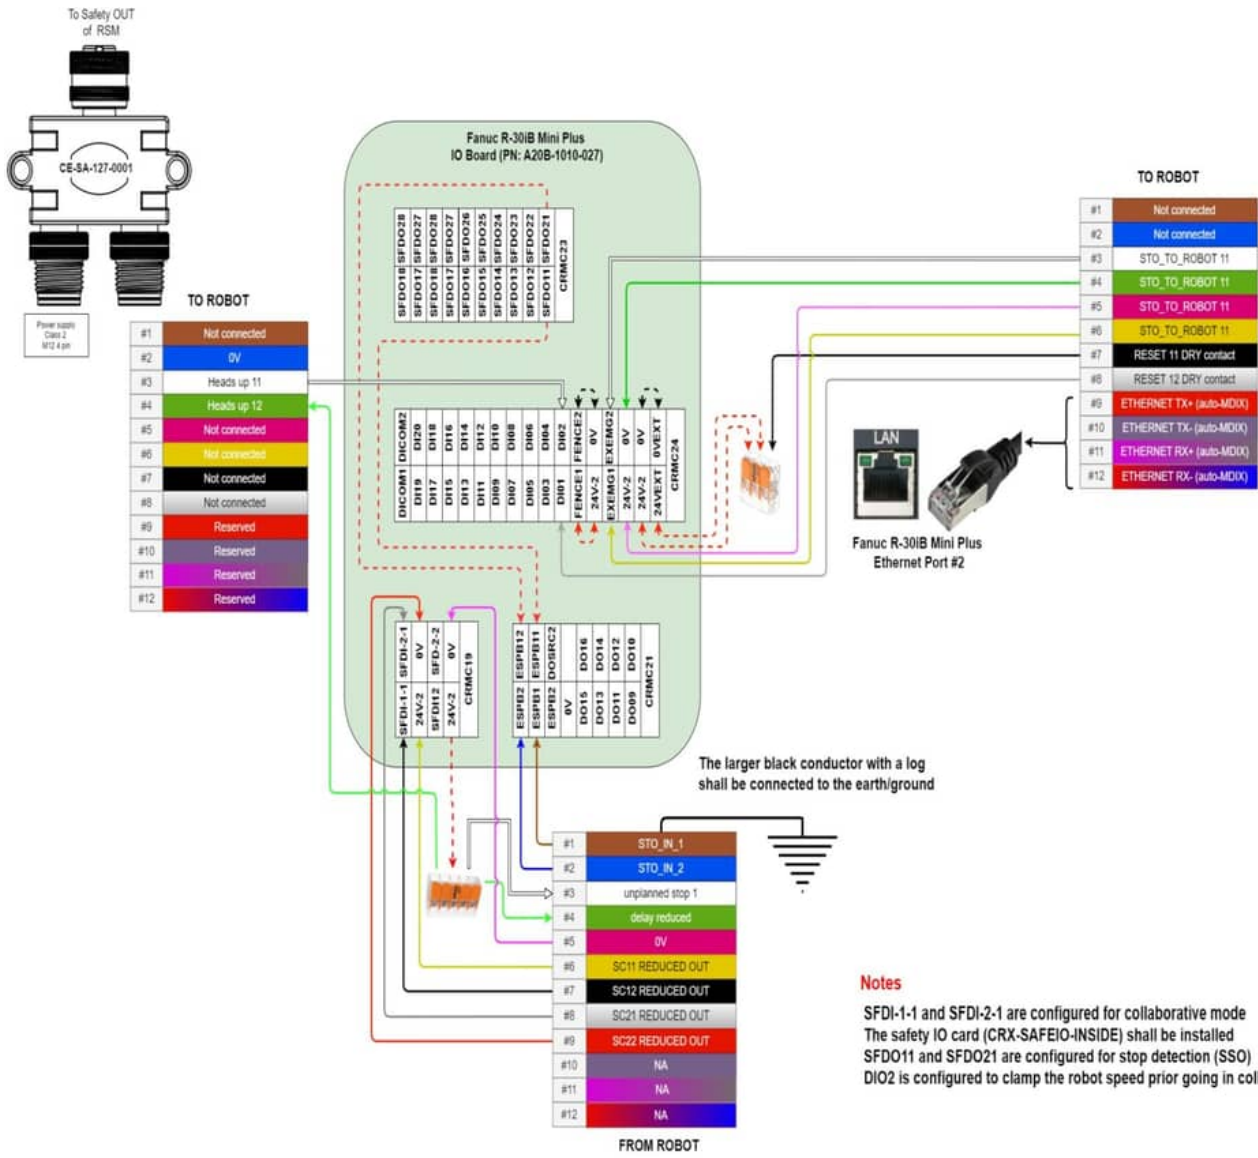 To Safety OUT
of RSM
CE-SA-127-0001
Power supply
Class 2
M12 4 pin
TO ROBOT
#1 Not connected
#2 0V
#3 Heads up 11
#4 Heads up 12
#5 Not connected
#6 Not connected
#7 Not connected
#8 Not connected
#9 Reserved
#10 Reserved
#11 Reserved
#12 Reserved
Fanuc R-30iB Mini Plus
IO Board (PN: A20B-1010-027)
SFDO18 SFDO28
SFDO17 SFDO27
SFDO18 SFDO28
SFDO17 SFDO27
SFDO16 SFDO26
SFDO15 SFDO25
SFDO14 SFDO24
SFDO13 SFDO23
SFDO12 SFDO22
SFDO11 SFDO21
CRMC23
DICOM1 DICOM2
DI19 DI20
DI17 DI18
DI15 DI16
DI13 DI14
DI11 DI12
DI09 DI10
DI07 DI08
DI05 DI06
DI03 DI04
DI01 DI02
FENCE1 FENCE2
24V-2 0V
EXEMG1 EXEMG2
24V-2 0V
24V-2 0V
24VEXT 0VEXT
CRMC24
SFDI-1-1 SFDI-2-1
24V-2 0V
SFDI12 SFD-2-2
24V-2 0V
CRMC19
ESPB2 ESPB12
ESPB1 ESPB11
ESPB2 DOSRC2
0V
DO15 DO16
DO13 DO14
DO11 DO12
DO09 DO10
CRMC21
TO ROBOT
#1 Not connected
#2 Not connected
#3 STO_TO_ROBOT 11
#4 STO_TO_ROBOT 11
#5 STO_TO_ROBOT 11
#6 STO_TO_ROBOT 11
#7 RESET 11 DRY contact
#8 RESET 12 DRY contact
#9 ETHERNET TX+ (auto-MDIX)
#10 ETHERNET TX- (auto-MDIX)
#11 ETHERNET RX+ (auto-MDIX)
#12 ETHERNET RX- (auto-MDIX)
LAN
Fanuc R-30iB Mini Plus
Ethernet Port #2
The larger black conductor with a log
shall be connected to the earth/ground
#1 STO_IN_1
#2 STO_IN_2
#3 unplanned stop 1
#4 delay reduced
#5 0V
#6 SC11 REDUCED OUT
#7 SC12 REDUCED OUT
#8 SC21 REDUCED OUT
#9 SC22 REDUCED OUT
#10 NA
#11 NA
#12 NA
FROM ROBOT
Notes
SFDI-1-1 and SFDI-2-1 are configured for collaborative mode
The safety IO card (CRX-SAFEIO-INSIDE) shall be installed
SFDO11 and SFDO21 are configured for stop detection (SSO)
DIO2 is configured to clamp the robot speed prior going in col